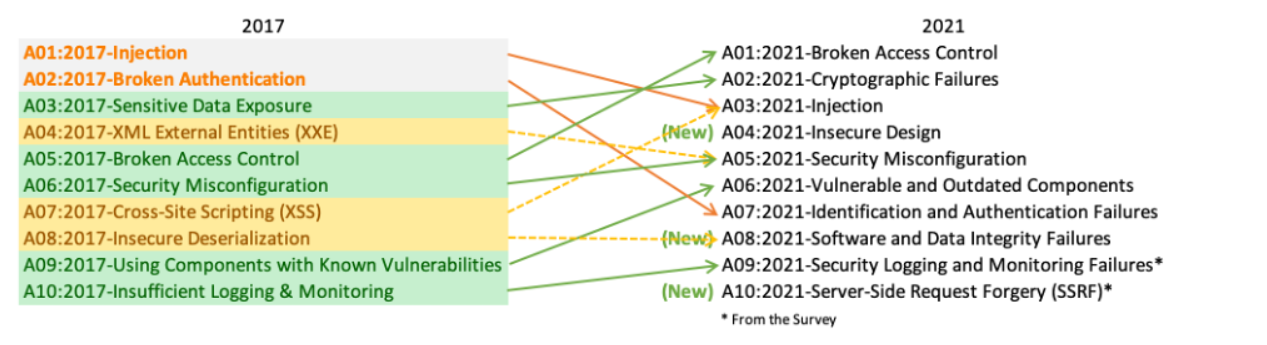 2017
A01:2017-Injection
A02:2017-Broken Authentication
A03:2017-Sensitive Data Exposure
A04:2017-XML External Entities (XXE)
A05:2017-Broken Access Control
A06:2017-Security Misconfiguration
A07:2017-Cross-Site Scripting (XSS)
A08:2017-Insecure Deserialization
A09:2017-Using Components with Known Vulnerabilities
A10:2017-Insufficient Logging & Monitoring
2021
A01:2021-Broken Access Control
A02:2021-Cryptographic Failures
A03:2021-Injection
(New) A04:2021-Insecure Design
A05:2021-Security Misconfiguration
A06:2021-Vulnerable and Outdated Components
A07:2021-Identification and Authentication Failures
(New) A08:2021-Software and Data Integrity Failures
A09:2021-Security Logging and Monitoring Failures*
(New) A10:2021-Server-Side Request Forgery (SSRF)*
* From the Survey